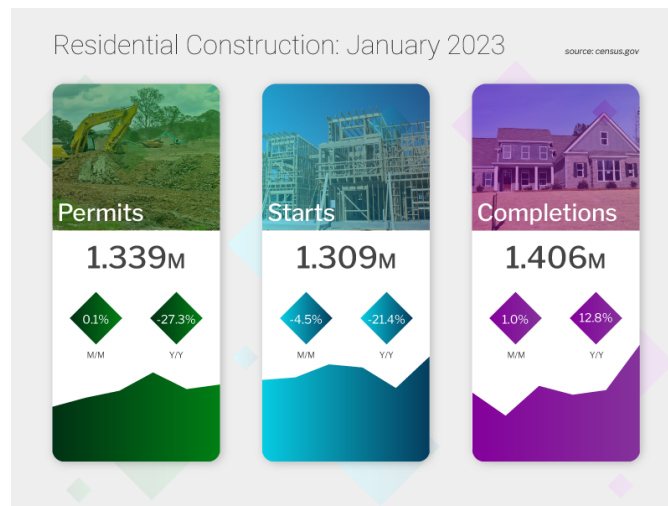 Residential Construction: January 2023
source: census.gov
Permits
1.339M
0.1%
-27.3%
M/M
Y/Y
Starts
1.309M
-4.5%
-21.4%
M/M
Y/Y
Completions
1.406M
1.0%
12.8%
M/M
Y/Y